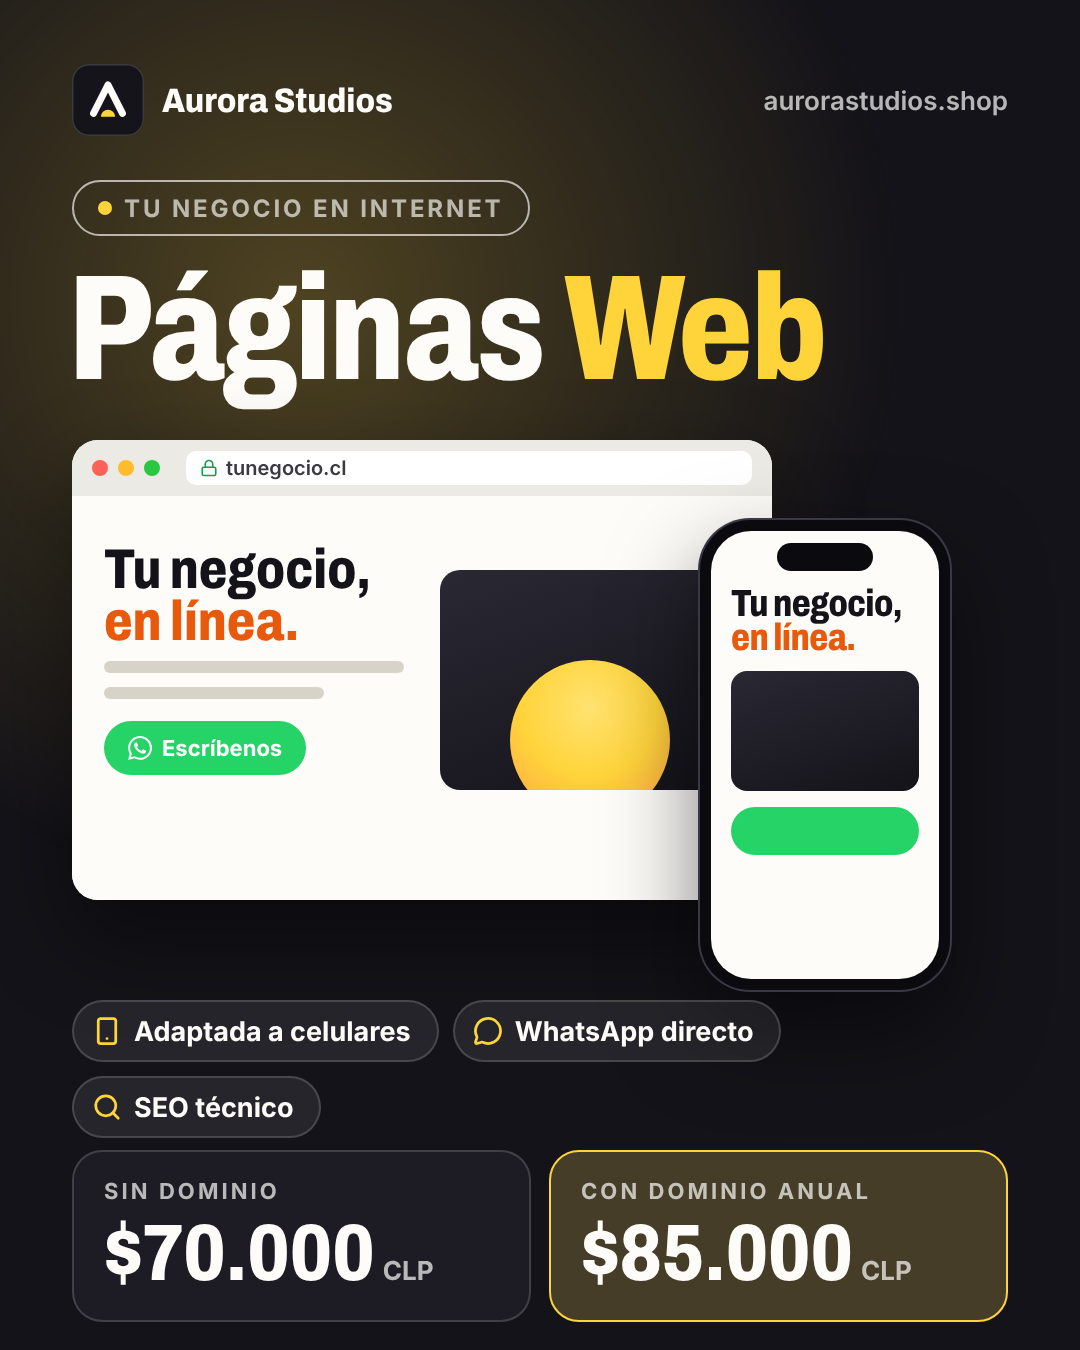 Aurora Studios
aurorastudios.shop
TU NEGOCIO EN INTERNET
Páginas Web
tunegocio.cl
Tu negocio,
en línea.
Escríbenos
Tu negocio,
en línea.
Adaptada a celulares
WhatsApp directo
SEO técnico
SIN DOMINIO
$70.000 CLP
CON DOMINIO ANUAL
$85.000 CLP